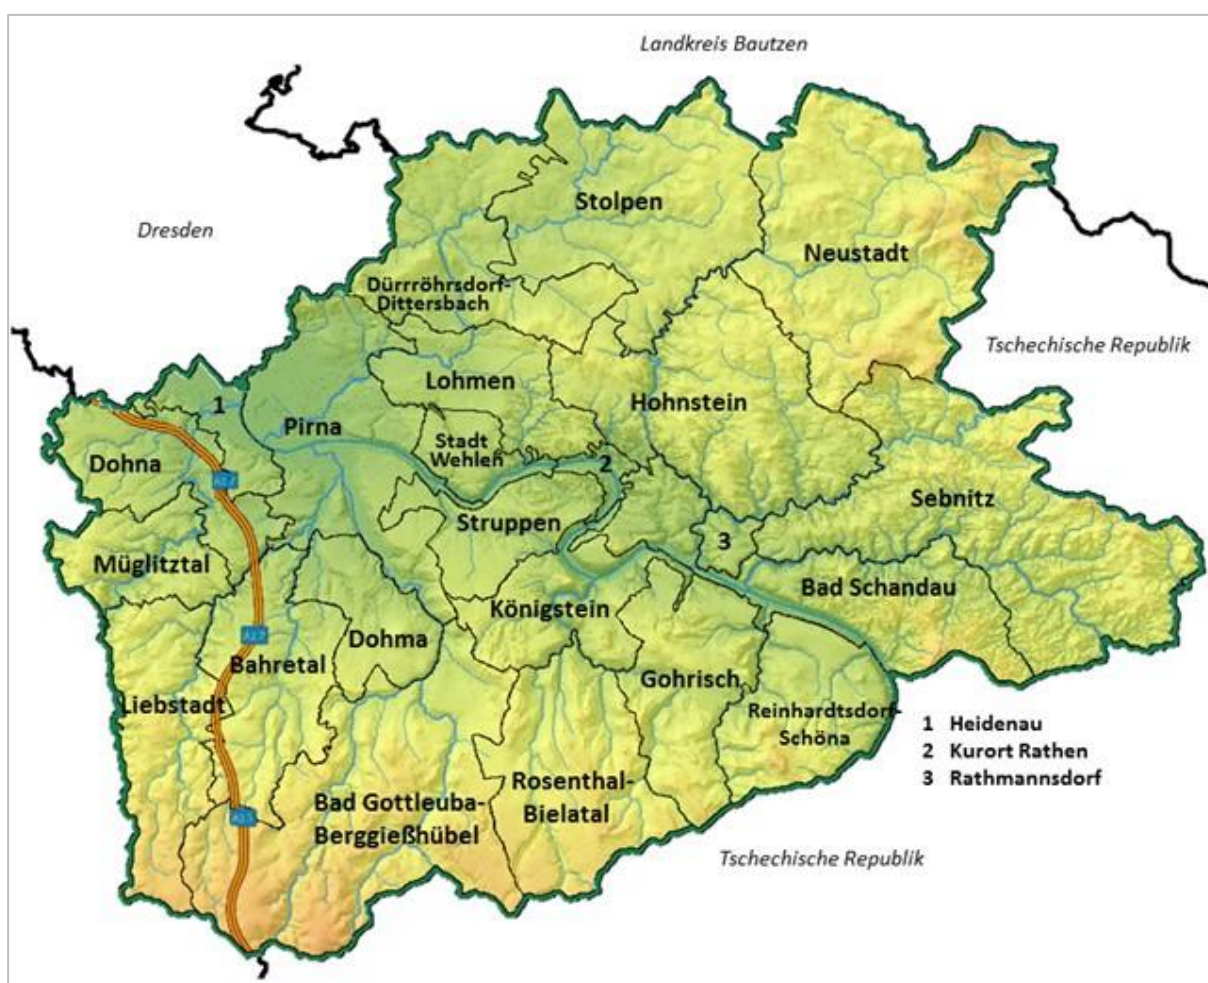 Landkreis Bautzen
Stolpen
Dresden
Neustadt
Dürrröhrsdorf-
Dittersbach
Tschechische Republik
Lohmen
1
Hohnstein
Pirna
Stadt
Wehlen
2
Dohna
A17
Sebnitz
Struppen
3
Müglitztal
Bad Schandau
Königstein
A17
Dohma
Bahretal
Gohrisch
Liebstadt
Reinhardtsdorf-
Schöna
1 Heidenau
2 Kurort Rathen
3 Rathmannsdorf
Rosenthal-
Bielatal
Bad Gottleuba-
Berggießhübel
Tschechische Republik